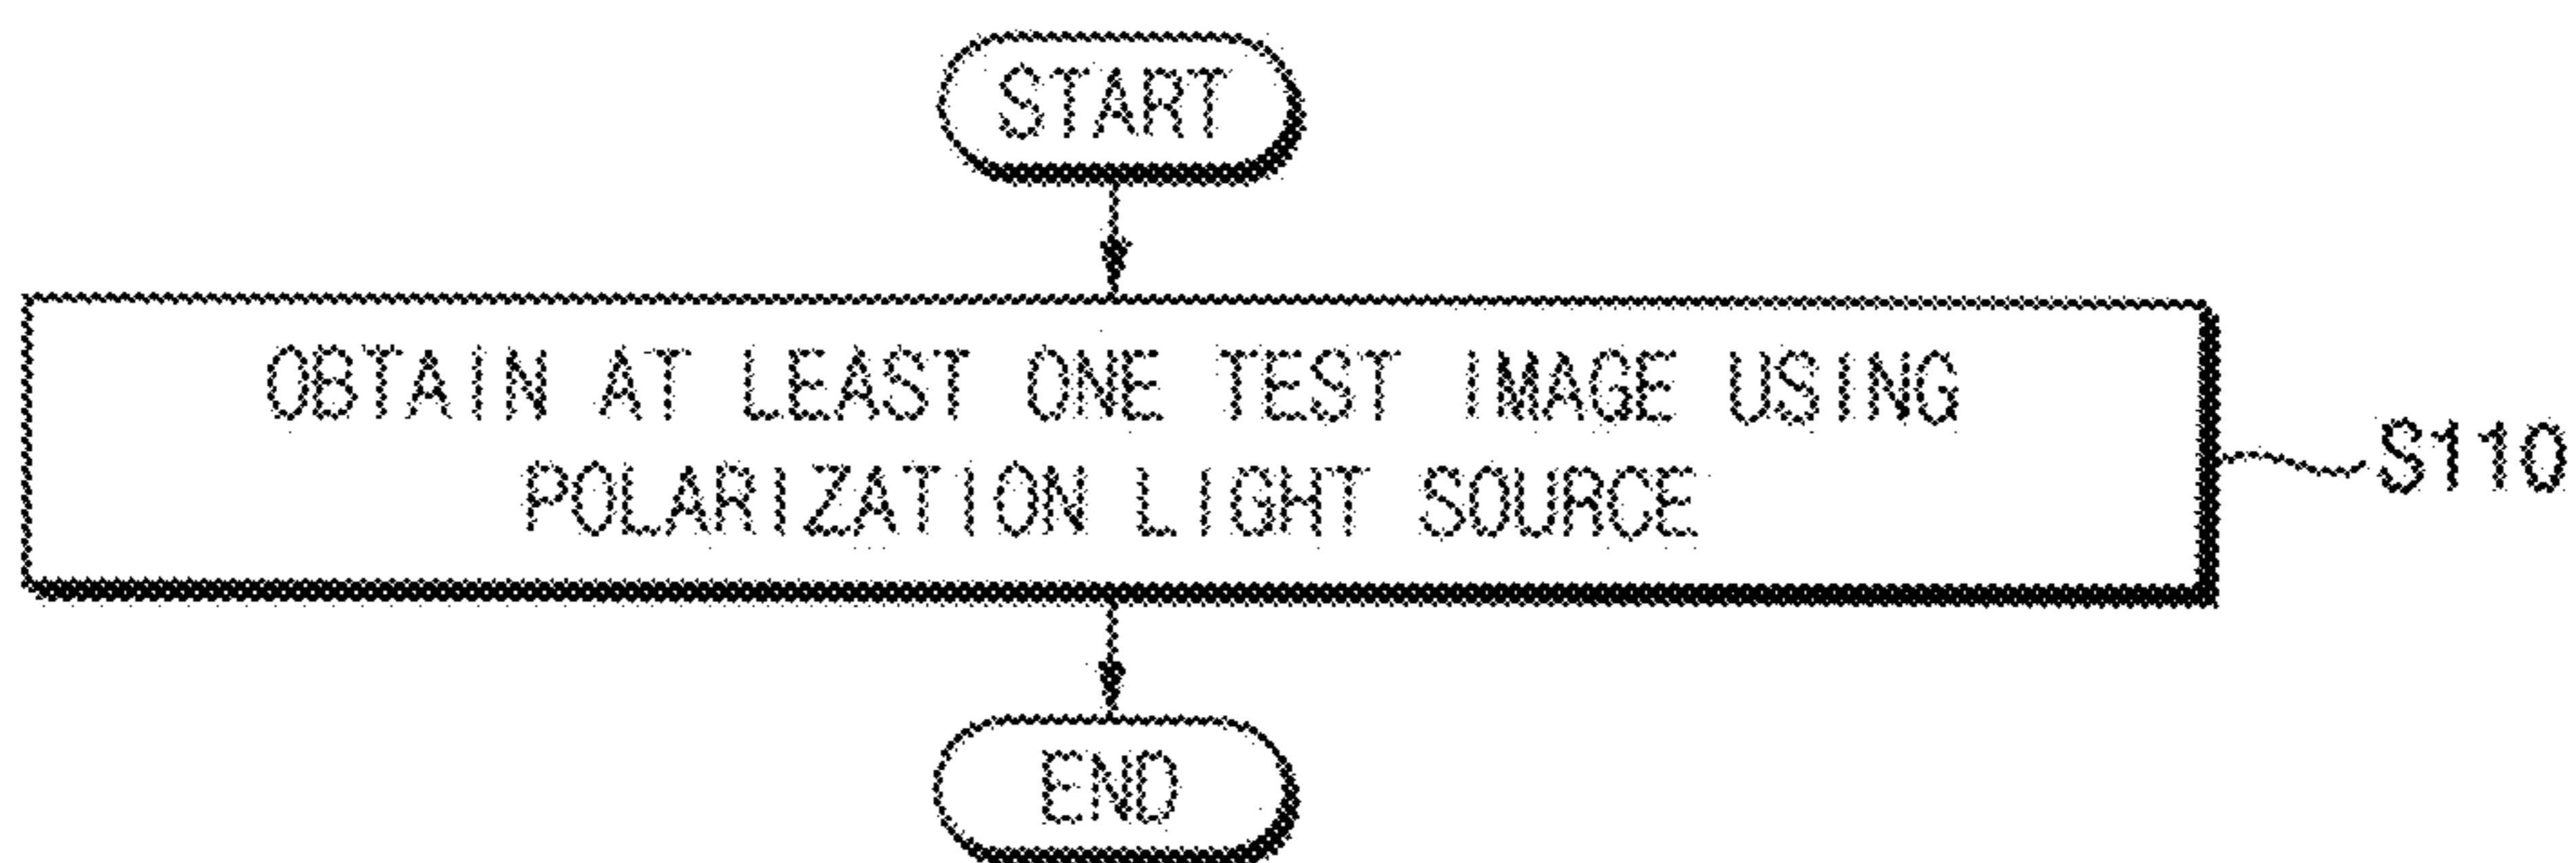 START
OBTAIN AT LEAST ONE TEST IMAGE USING
POLARIZATION LIGHT SOURCE
S110
END